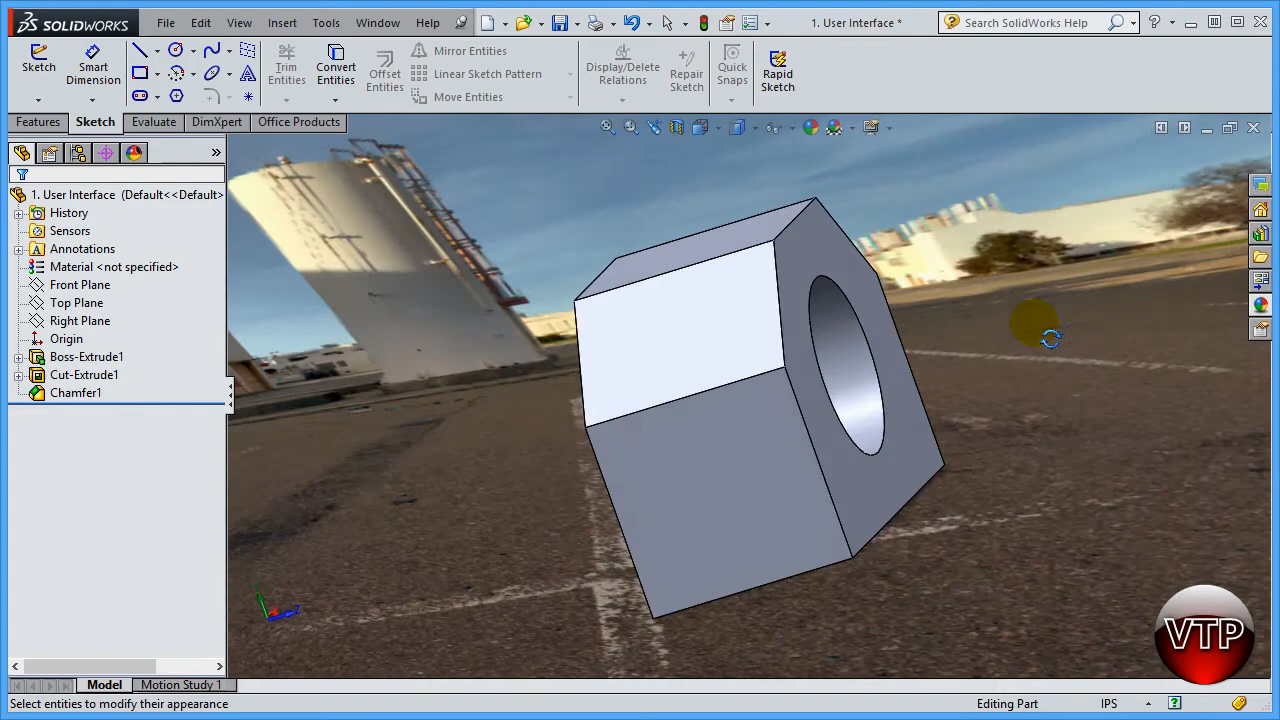 SOLIDWORKS File Edit View Insert Tools Window Help 1. User Interface * Search SolidWorks Help
Sketch
Smart Dimension
Trim Entities
Convert Entities
Offset Entities
Mirror Entities
Linear Sketch Pattern
Move Entities
Display/Delete Relations
Repair Sketch
Quick Snaps
Rapid Sketch
Features Sketch Evaluate DimXpert Office Products
1. User Interface (Default<<Default>
History
Sensors
Annotations
Material <not specified>
Front Plane
Top Plane
Right Plane
Origin
Boss-Extrude1
Cut-Extrude1
Chamfer1
Z
VTP
Model Motion Study 1
Select entities to modify their appearance Editing Part IPS